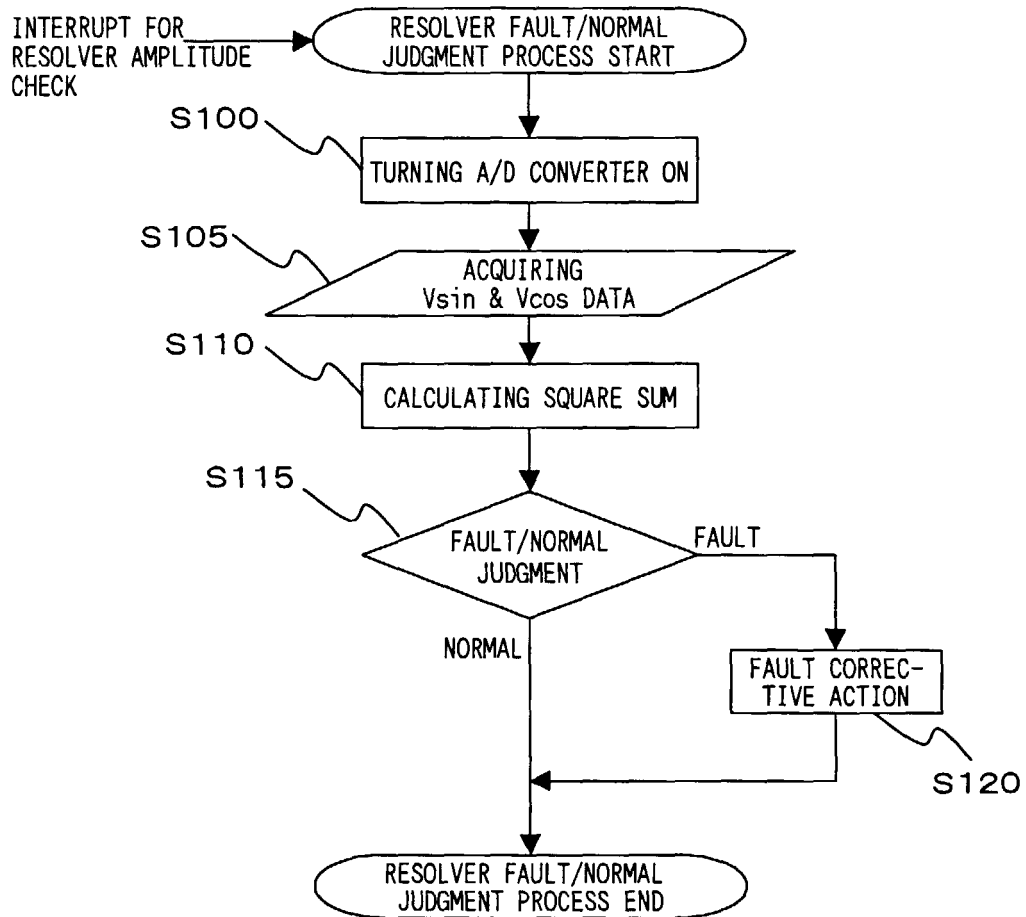 INTERRUPT FOR
RESOLVER AMPLITUDE
CHECK
RESOLVER FAULT/NORMAL
JUDGMENT PROCESS START
S100
TURNING A/D CONVERTER ON
S105
ACQUIRING
Vsin & Vcos DATA
S110
CALCULATING SQUARE SUM
S115
FAULT/NORMAL
JUDGMENT
FAULT
NORMAL
FAULT CORREC-
TIVE ACTION
S120
RESOLVER FAULT/NORMAL
JUDGMENT PROCESS END